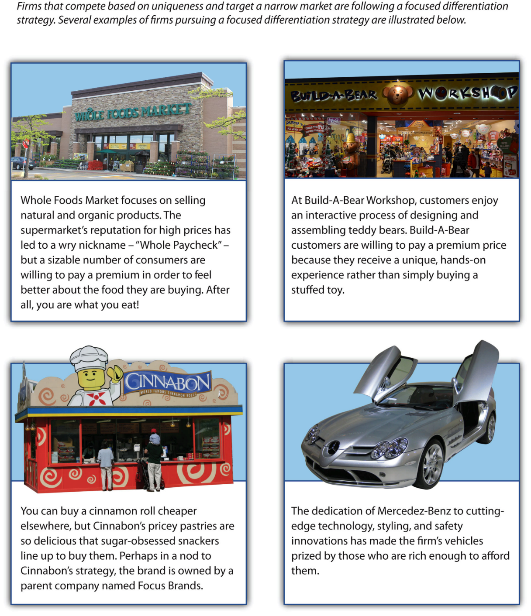 Firms that compete based on uniqueness and target a narrow market are following a focused differentiation
strategy. Several examples of firms pursuing a focused differentiation strategy are illustrated below.
WHOLE FOODS MARKET
BUILD-A-BEAR WORKSHOP
Whole Foods Market focuses on selling
natural and organic products. The
supermarket's reputation for high prices has
led to a wry nickname – “Whole Paycheck” –
but a sizable number of consumers are
willing to pay a premium in order to feel
better about the food they are buying. After
all, you are what you eat!
At Build-A-Bear Workshop, customers enjoy
an interactive process of designing and
assembling teddy bears. Build-A-Bear
customers are willing to pay a premium price
because they receive a unique, hands-on
experience rather than simply buying a
stuffed toy.
CINNABON
You can buy a cinnamon roll cheaper
elsewhere, but Cinnabon's pricey pastries are
so delicious that sugar-obsessed snackers
line up to buy them. Perhaps in a nod to
Cinnabon's strategy, the brand is owned by a
parent company named Focus Brands.
The dedication of Mercedez-Benz to cutting-
edge technology, styling, and safety
innovations has made the firm's vehicles
prized by those who are rich enough to afford
them.